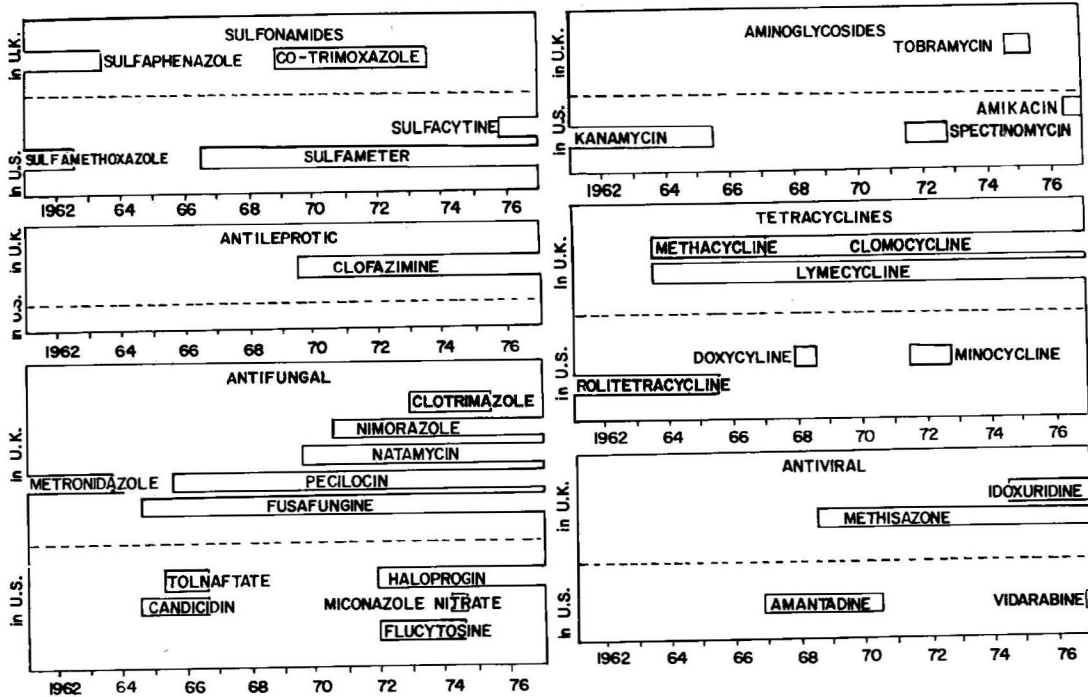 SULFONAMIDES
in U.K.
SULFAPHENAZOLE
CO-TRIMOXAZOLE
in U.S.
SULFACYTINE
SULFAMETHOXAZOLE
SULFAMETER
1962 64 66 68 70 72 74 76
ANTILEPROTIC
in U.K.
CLOFAZIMINE
in U.S.
1962 64 66 68 70 72 74 76
ANTIFUNGAL
in U.K.
CLOTRIMAZOLE
NIMORAZOLE
NATAMYCIN
METRONIDAZOLE
PECILOCIN
FUSAFUNGINE
in U.S.
TOLNAFTATE
HALOPROGIN
CANDICIDIN
MICONAZOLE NITRATE
FLUCYTOSINE
1962 64 66 68 70 72 74 76
AMINOGLYCOSIDES
in U.K.
TOBRAMYCIN
in U.S.
AMIKACIN
KANAMYCIN
SPECTINOMYCIN
1962 64 66 68 70 72 74 76
TETRACYCLINES
in U.K.
METHACYCLINE
CLOMOCYCLINE
LYMECYCLINE
in U.S.
DOXYCYLINE
MINOCYCLINE
ROLITETRACYCLINE
1962 64 66 68 70 72 74 76
ANTIVIRAL
in U.K.
IDOXURIDINE
METHISAZONE
in U.S.
AMANTADINE
VIDARABINE
1962 64 66 68 70 72 74 76